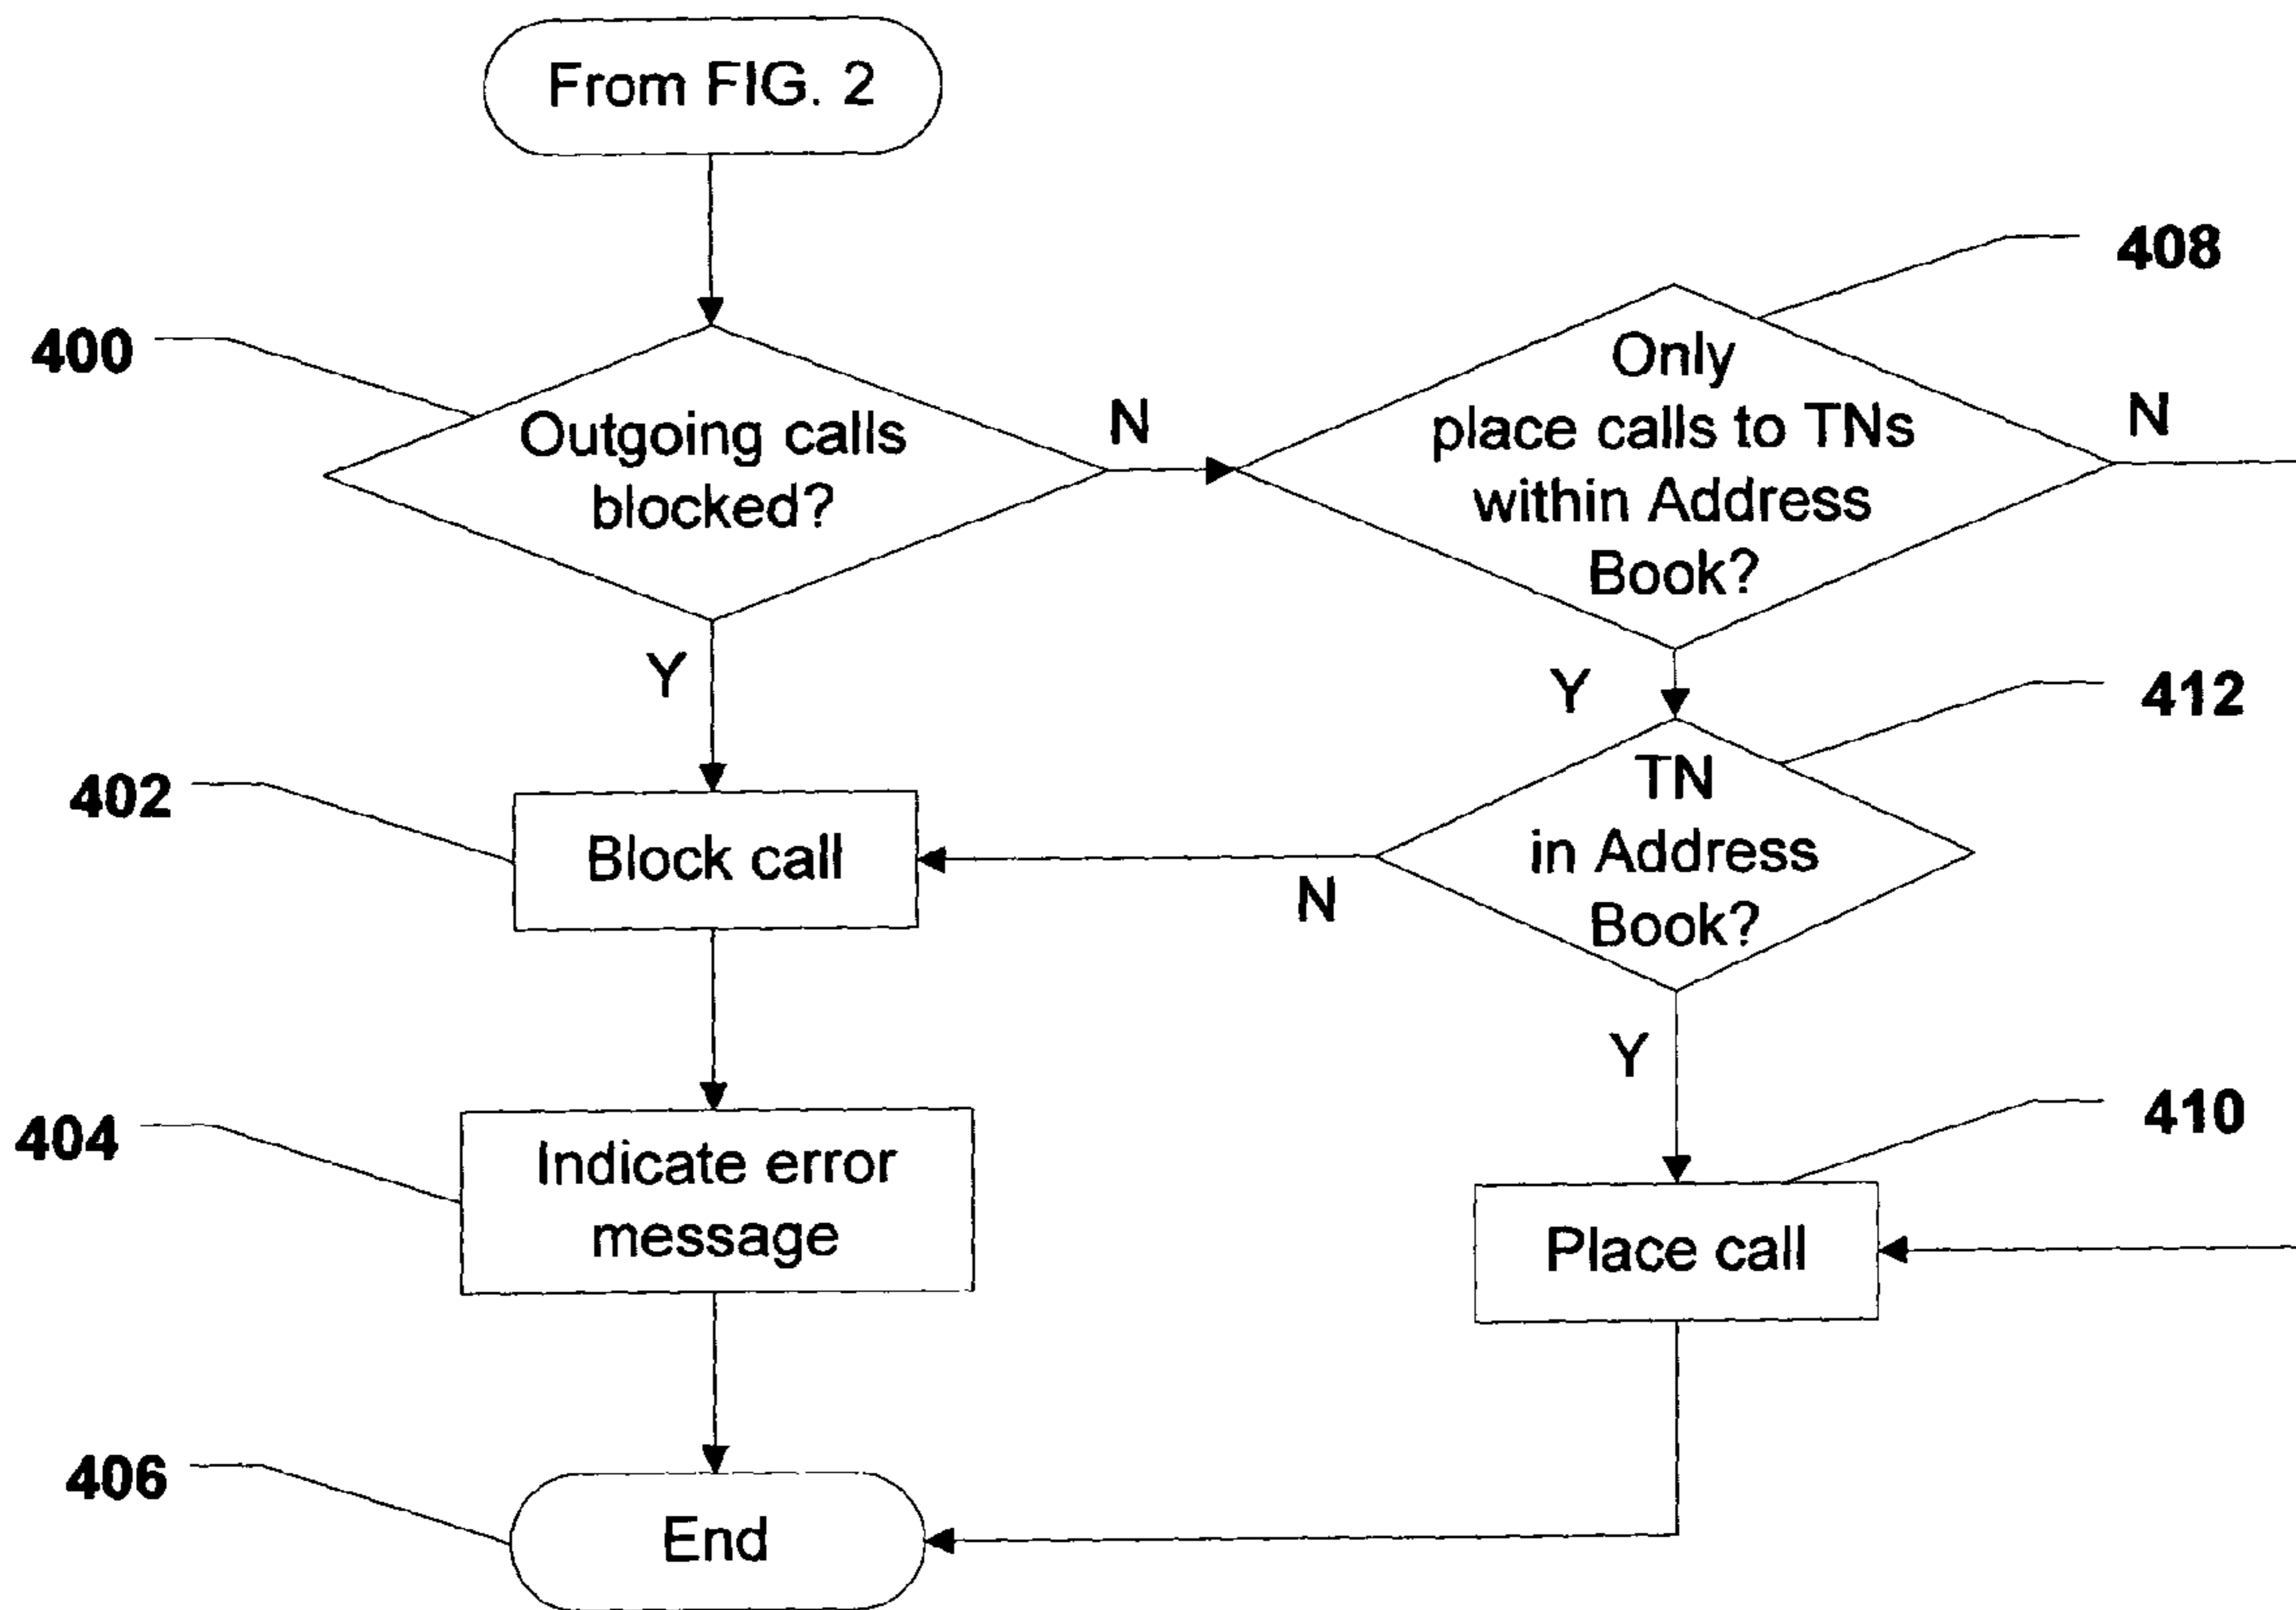 From FIG. 2
408
400
Only
place calls to TNs
within Address
Book?
N
N
Outgoing calls
blocked?
Y
Y
412
402
TN
in Address
Book?
Block call
N
Y
410
404
Indicate error
message
Place call
406
End